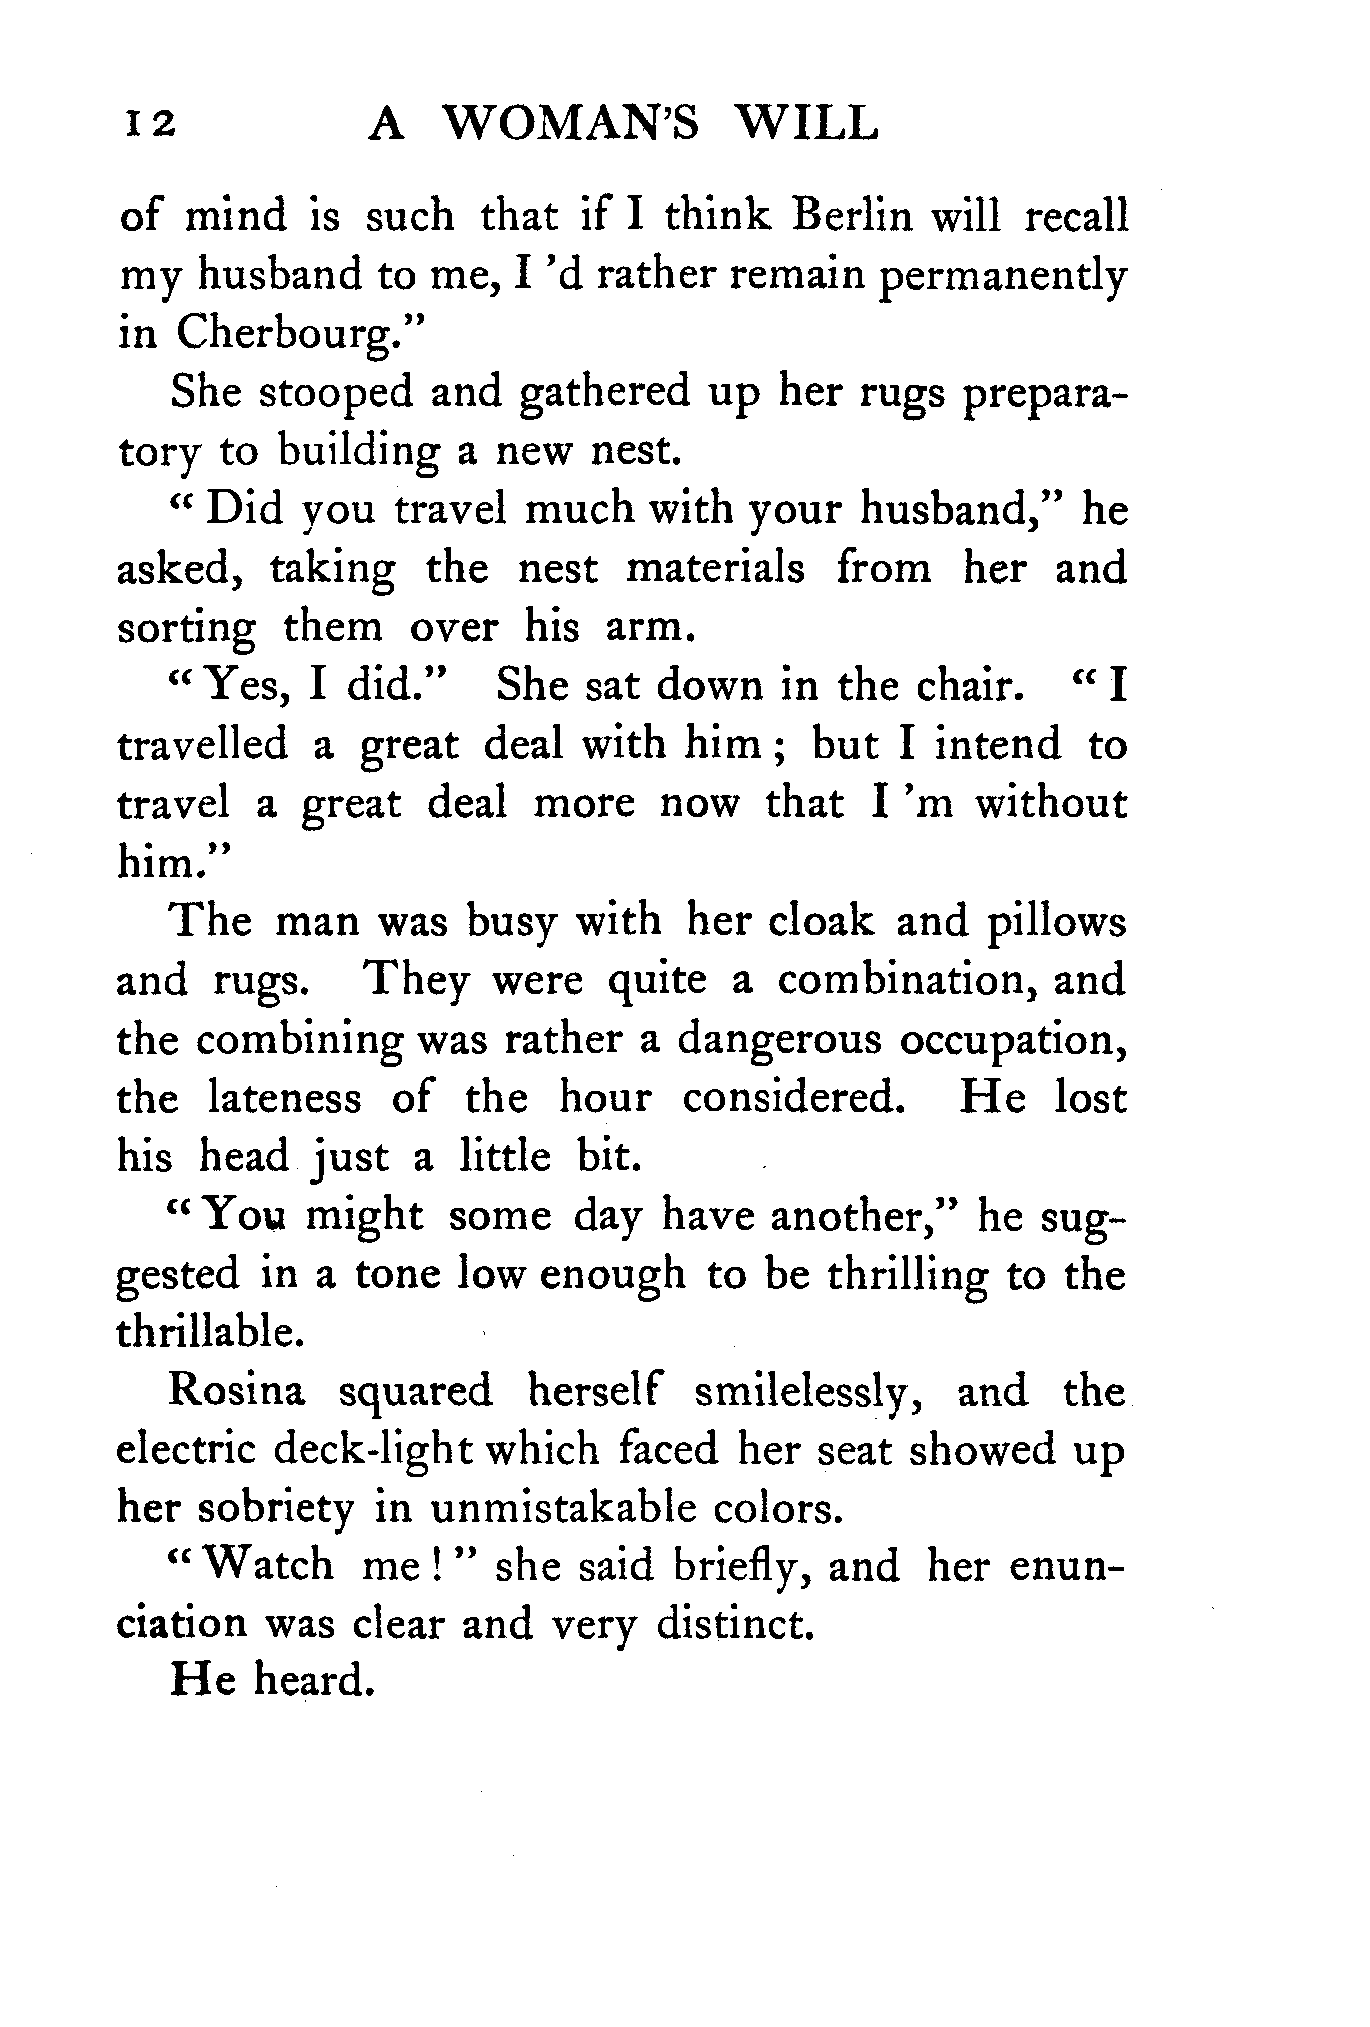 12 A WOMAN'S WILL
of mind is such that if I think Berlin will recall
my husband to me, I 'd rather remain permanently
in Cherbourg."
She stooped and gathered up her rugs prepara-
tory to building a new nest.
" Did you travel much with your husband," he
asked, taking the nest materials from her and
sorting them over his arm.
" Yes, I did." She sat down in the chair. " I
travelled a great deal with him ; but I intend to
travel a great deal more now that I 'm without
him."
The man was busy with her cloak and pillows
and rugs. They were quite a combination, and
the combining was rather a dangerous occupation,
the lateness of the hour considered. He lost
his head just a little bit.
" You might some day have another," he sug-
gested in a tone low enough to be thrilling to the
thrillable.
Rosina squared herself smilelessly, and the
electric deck-light which faced her seat showed up
her sobriety in unmistakable colors.
" Watch me ! " she said briefly, and her enun-
ciation was clear and very distinct.
He heard.